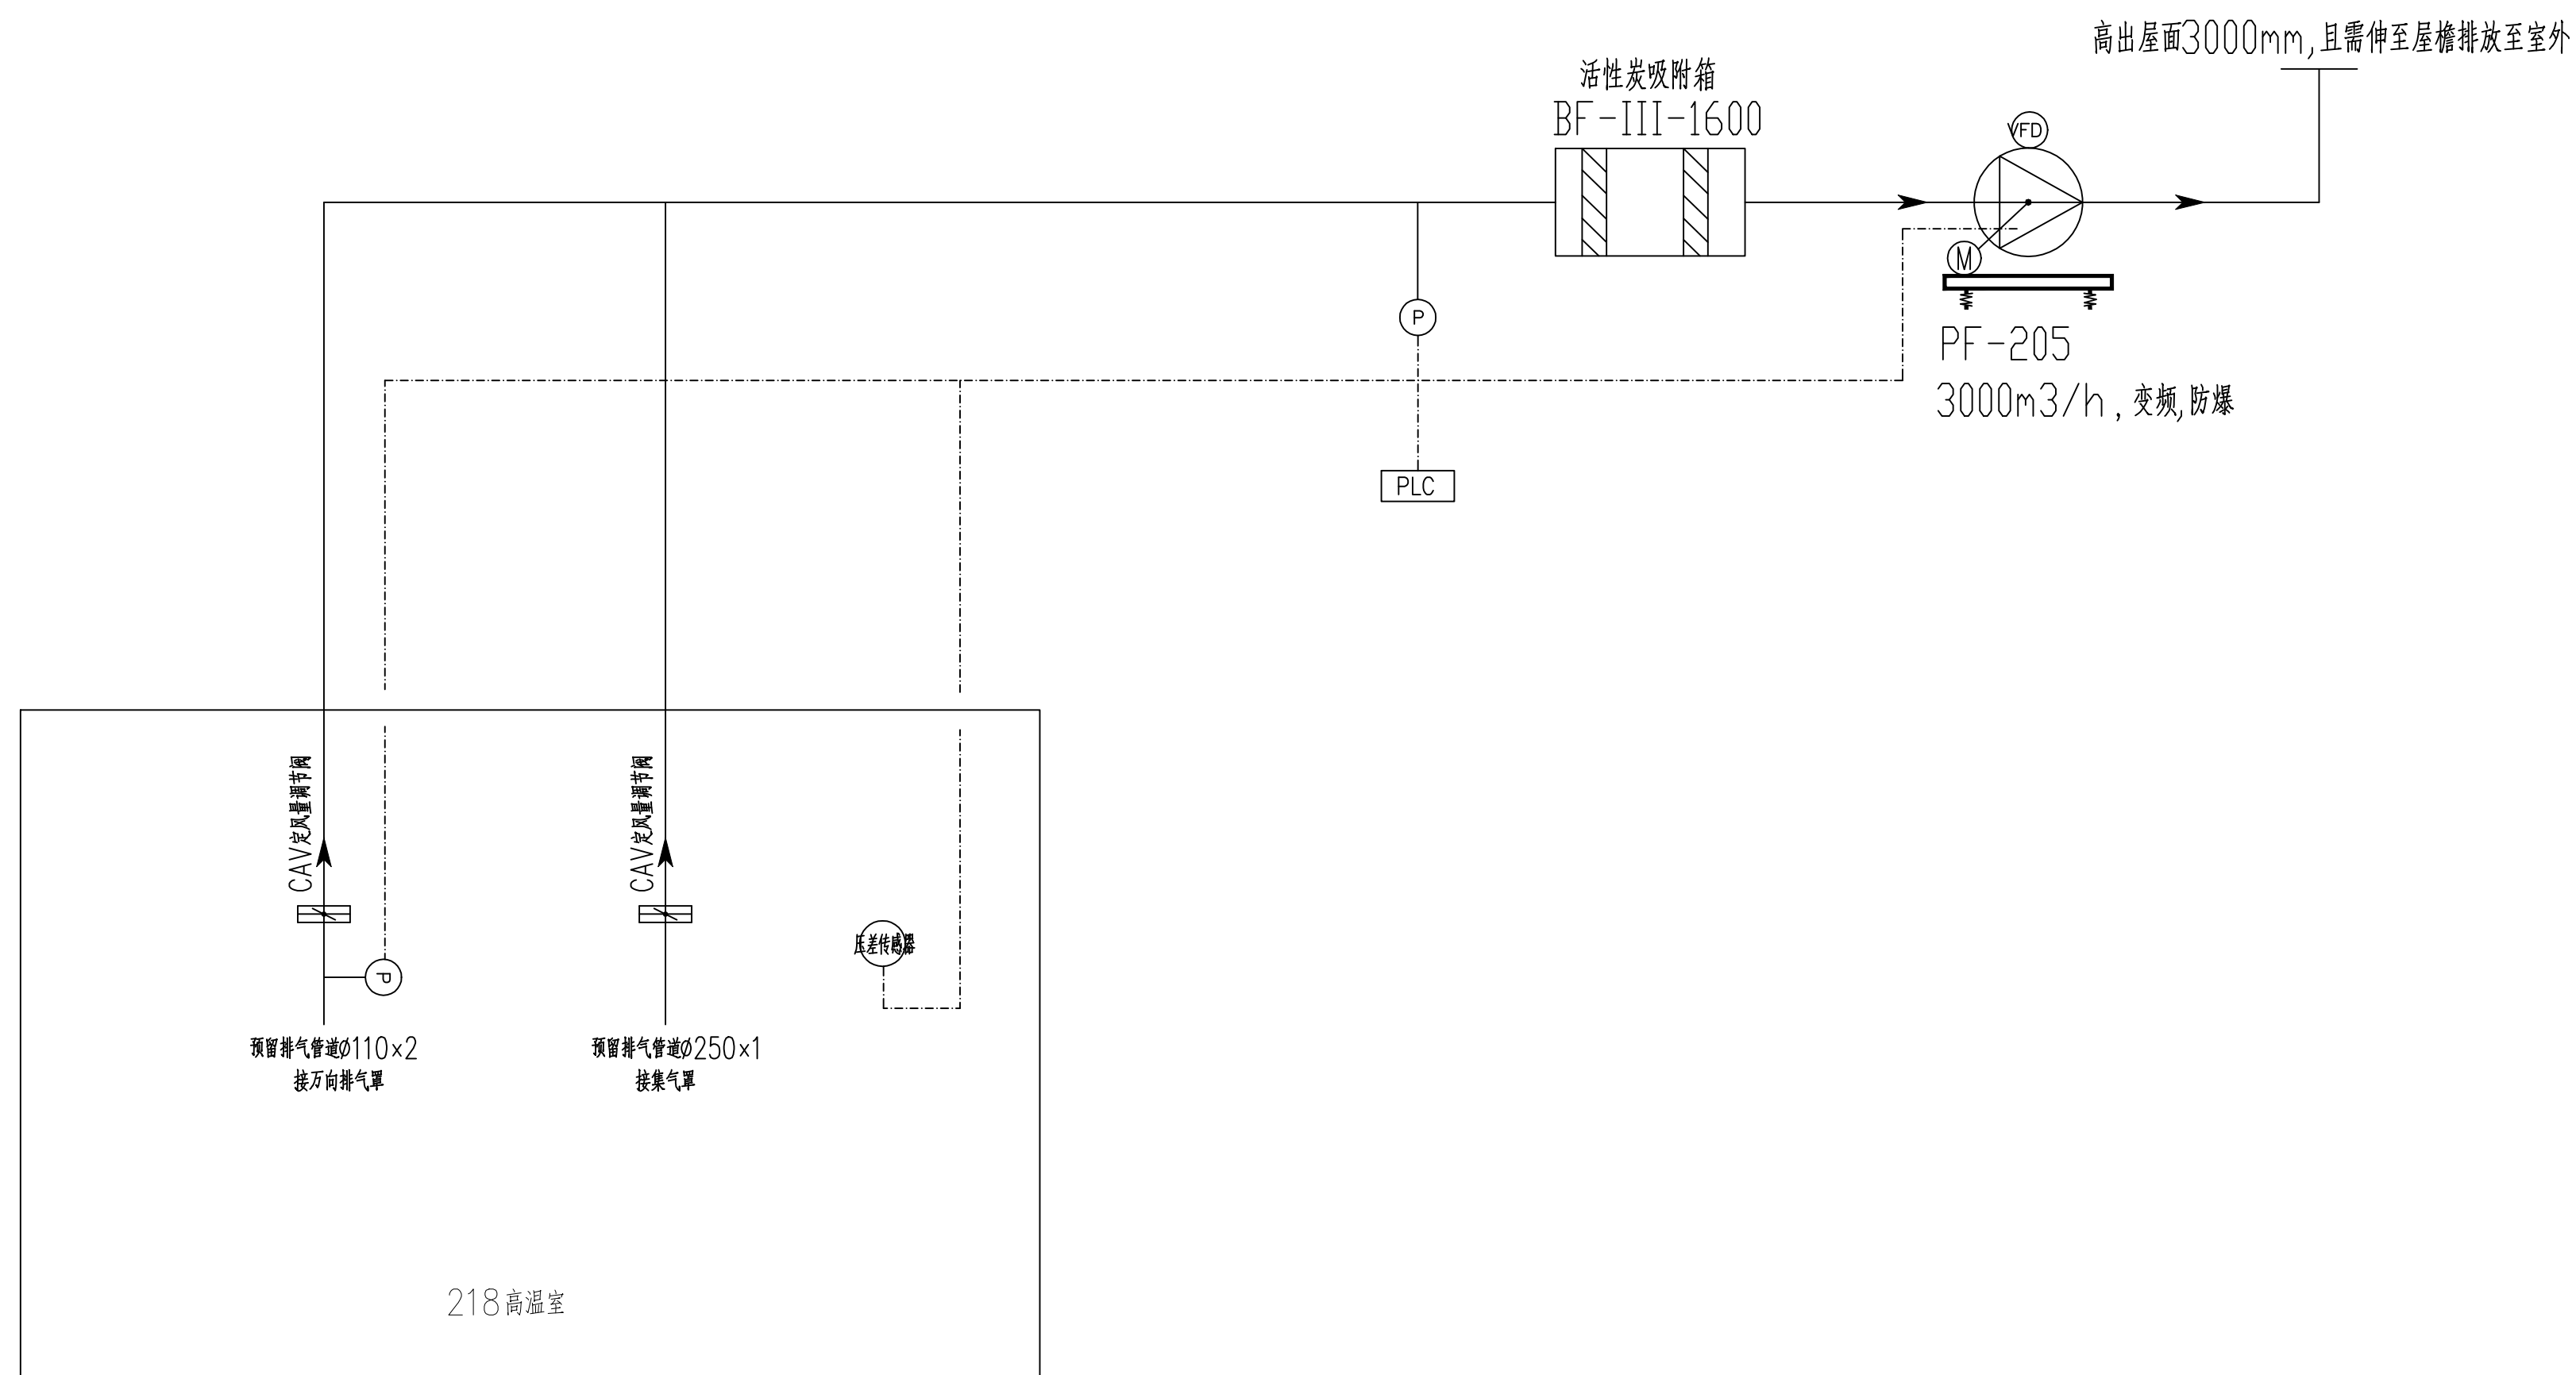 高出屋面3000mm,且需伸至屋檐排放至室外
活性炭吸附箱
BF-III-1600
VFD
M
P
PF-205
3000m3/h,变频,防爆
PLC
CAV定风量调节阀
CAV定风量调节阀
压差传感器
P
预留排气管道Ø110×2
接万向排气罩
预留排气管道Ø250×1
接集气罩
218高温室